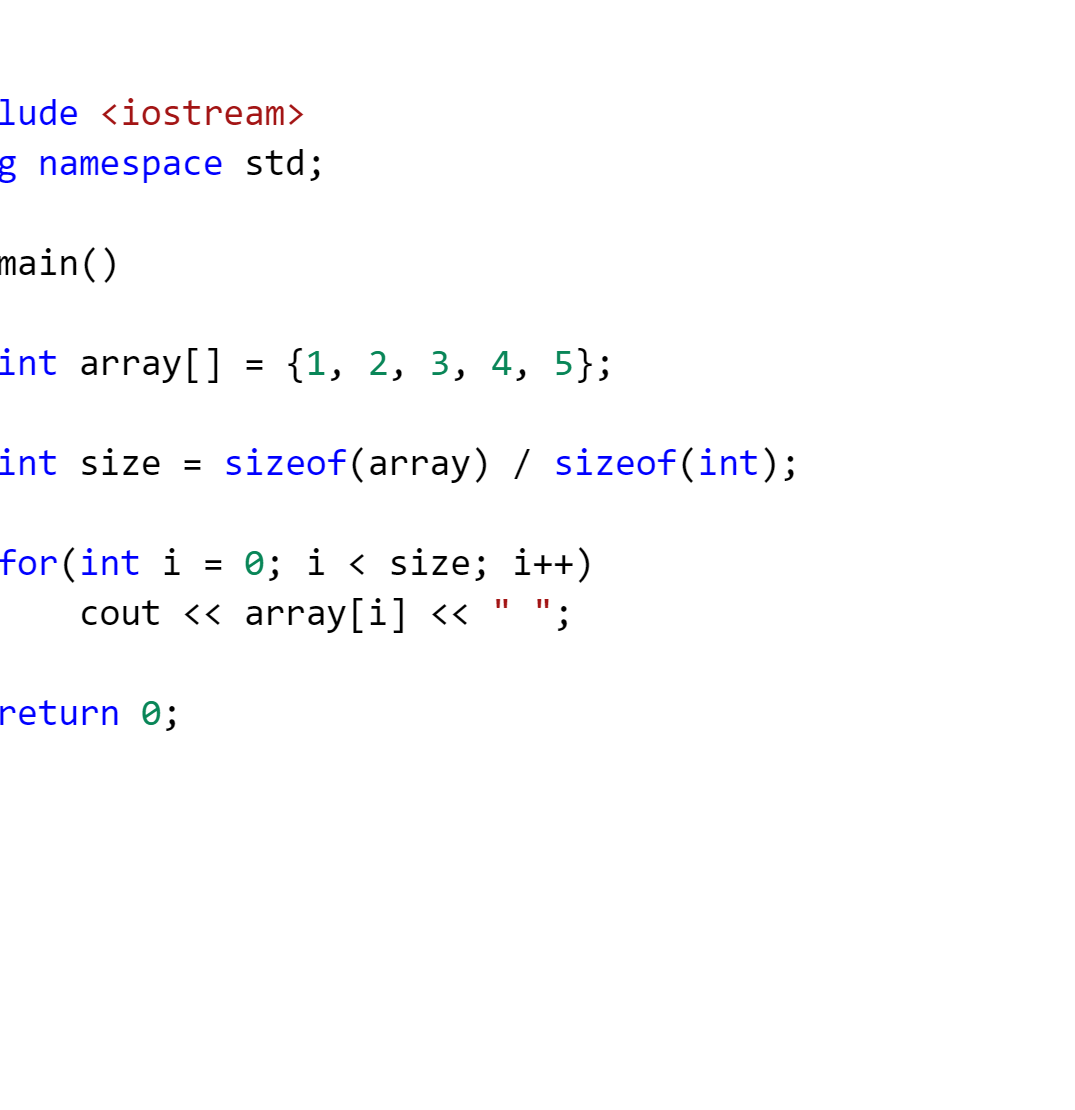 lude <iostream>
g namespace std;
main()
int array[] = {1, 2, 3, 4, 5};
int size = sizeof(array) / sizeof(int);
for(int i = 0; i < size; i++)
cout << array[i] << " ";
return 0;